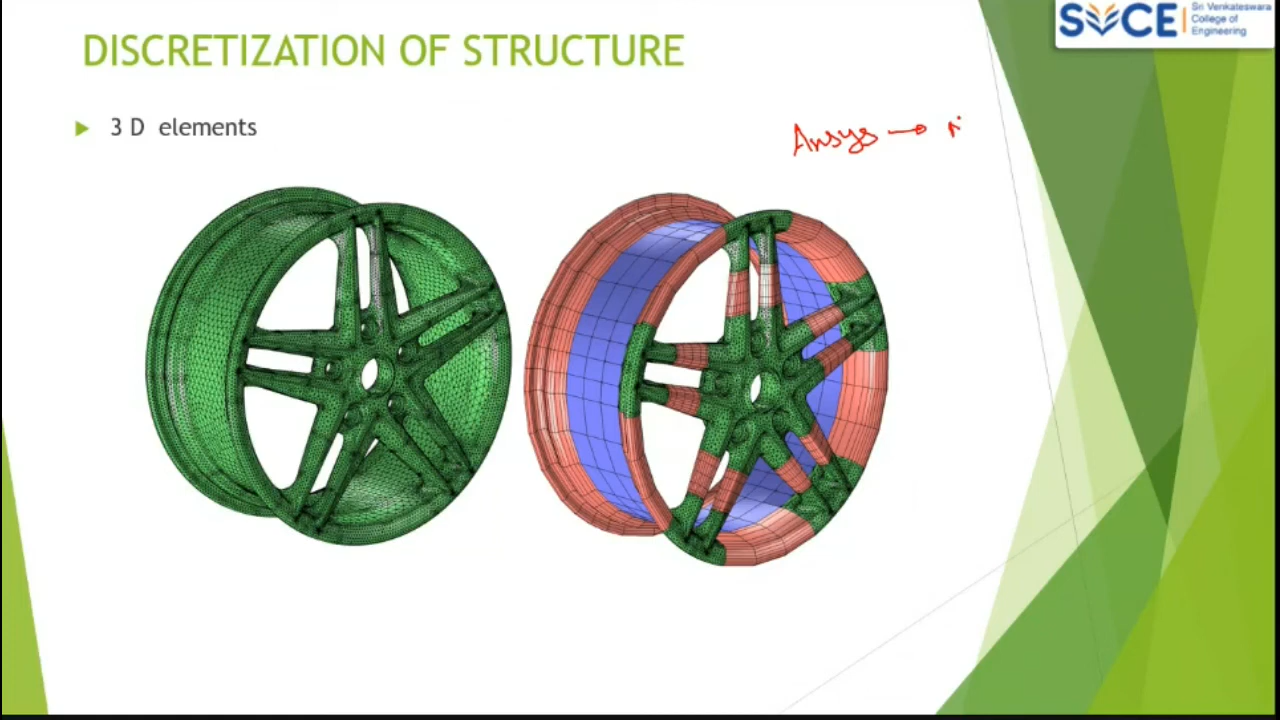 DISCRETIZATION OF STRUCTURE
SVCE
Sri Venkateswara
College of
Engineering
3 D elements
Ansys →